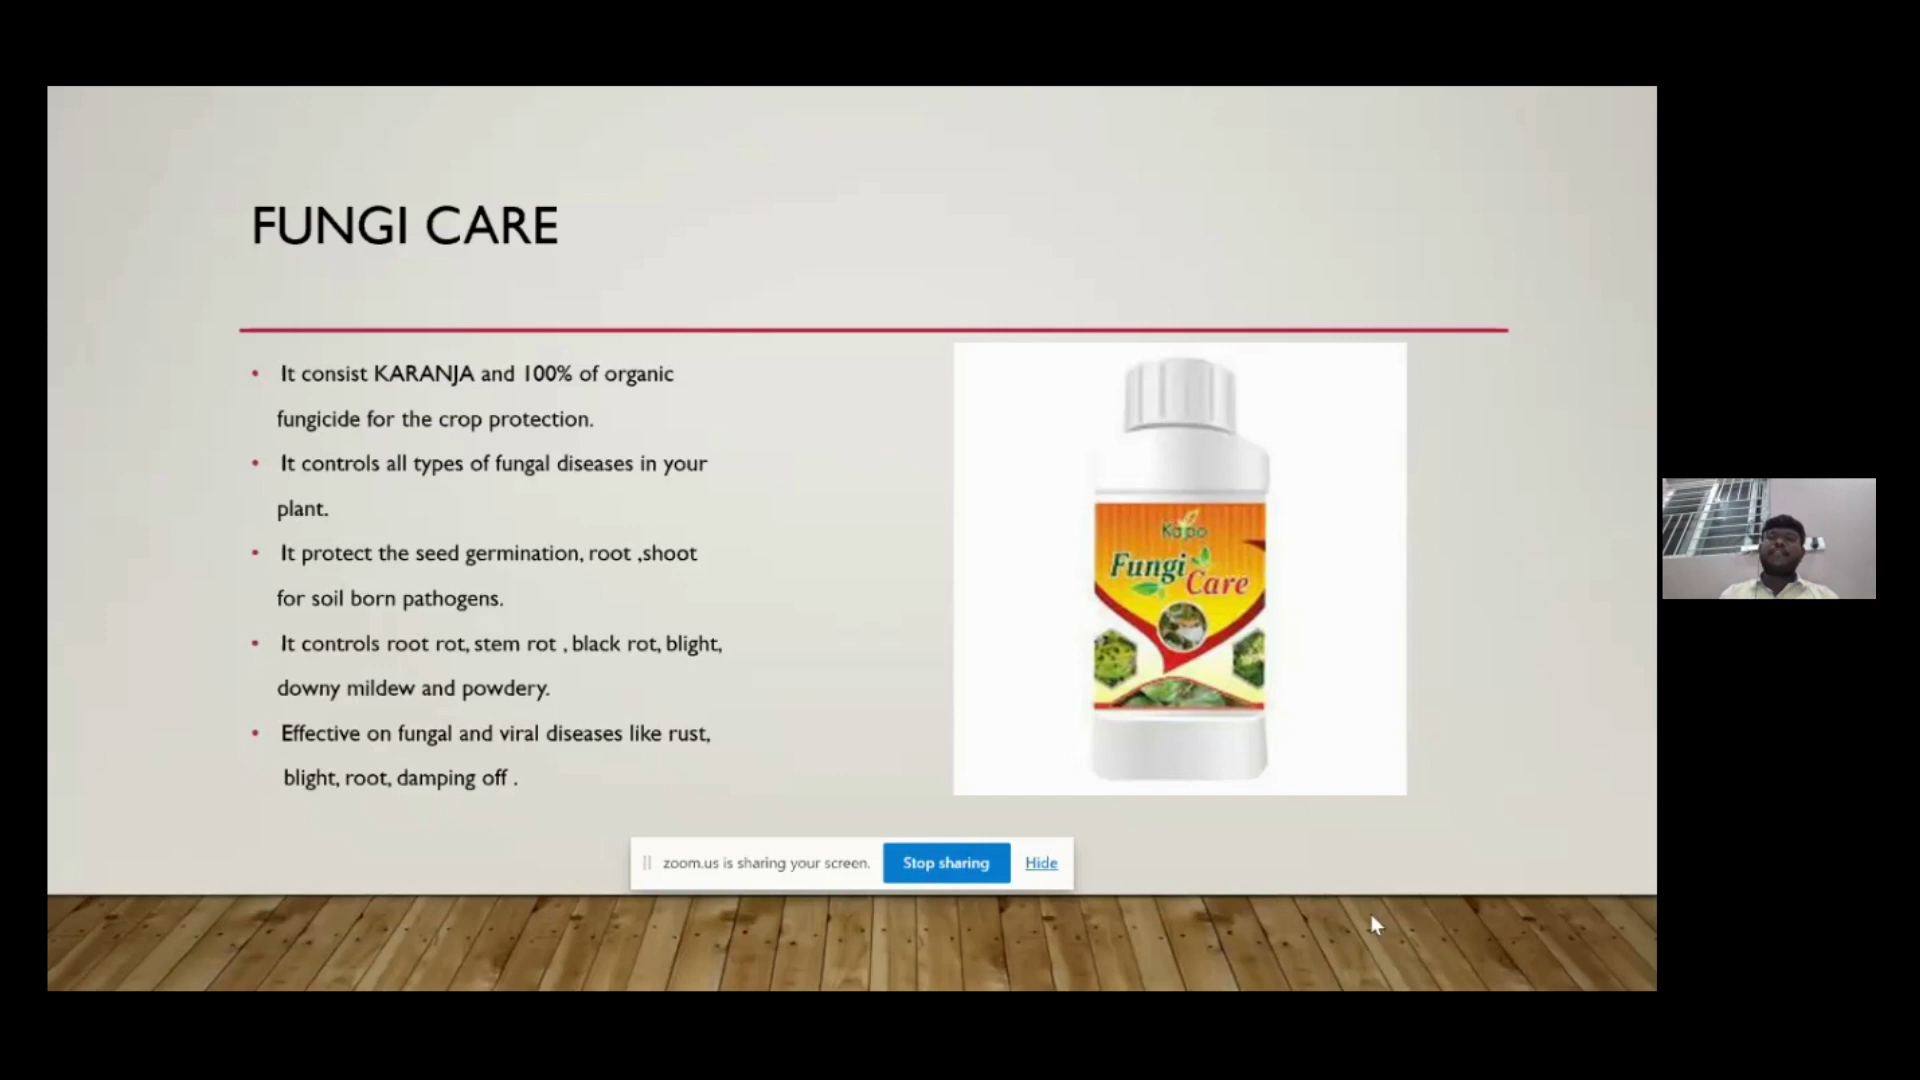 FUNGI CARE
• It consist KARANJA and 100% of organic
fungicide for the crop protection.
• It controls all types of fungal diseases in your
plant.
• It protect the seed germination, root ,shoot
for soil born pathogens.
• It controls root rot, stem rot , black rot, blight,
downy mildew and powdery.
• Effective on fungal and viral diseases like rust,
blight, root, damping off .
Kapo
Fungi
Care
zoom.us is sharing your screen. Stop sharing Hide